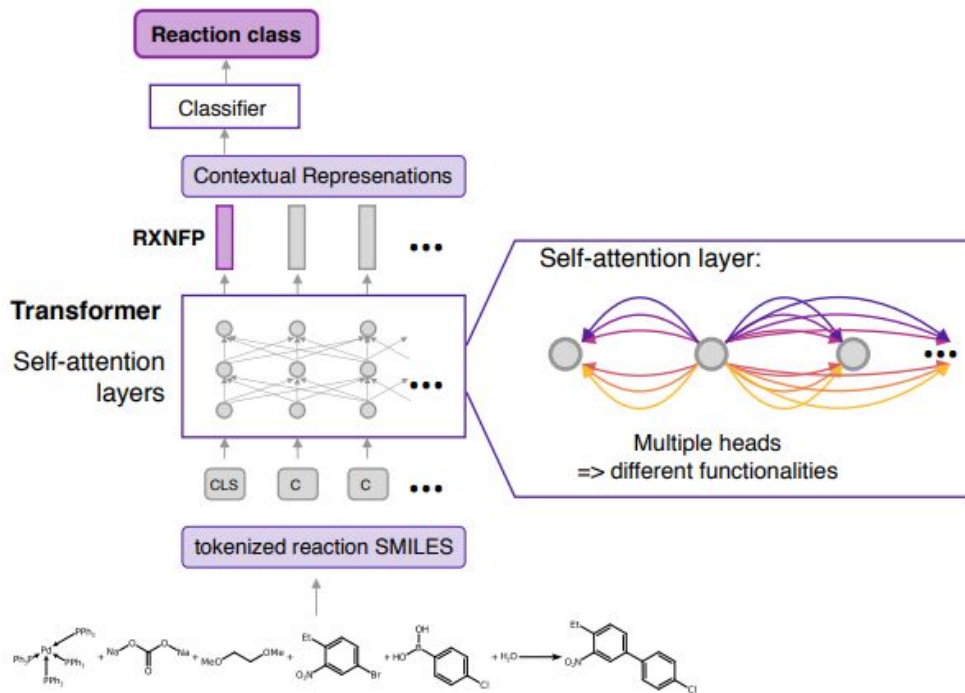 Reaction class
Classifier
Contextual Represenations
RXNFP
...
Transformer
Self-attention
layers
...
CLS
C
C
...
tokenized reaction SMILES
Self-attention layer:
...
Multiple heads
=> different functionalities
PPh₃
Pd
Ph₃P
PPh₃
PPh₃
+
Na
O
O
Na
O
+
MeO
OMe
+
Et
O₂N
Br
+
OH
B
HO
Cl
+
H₂O
Et
NO₂
Cl